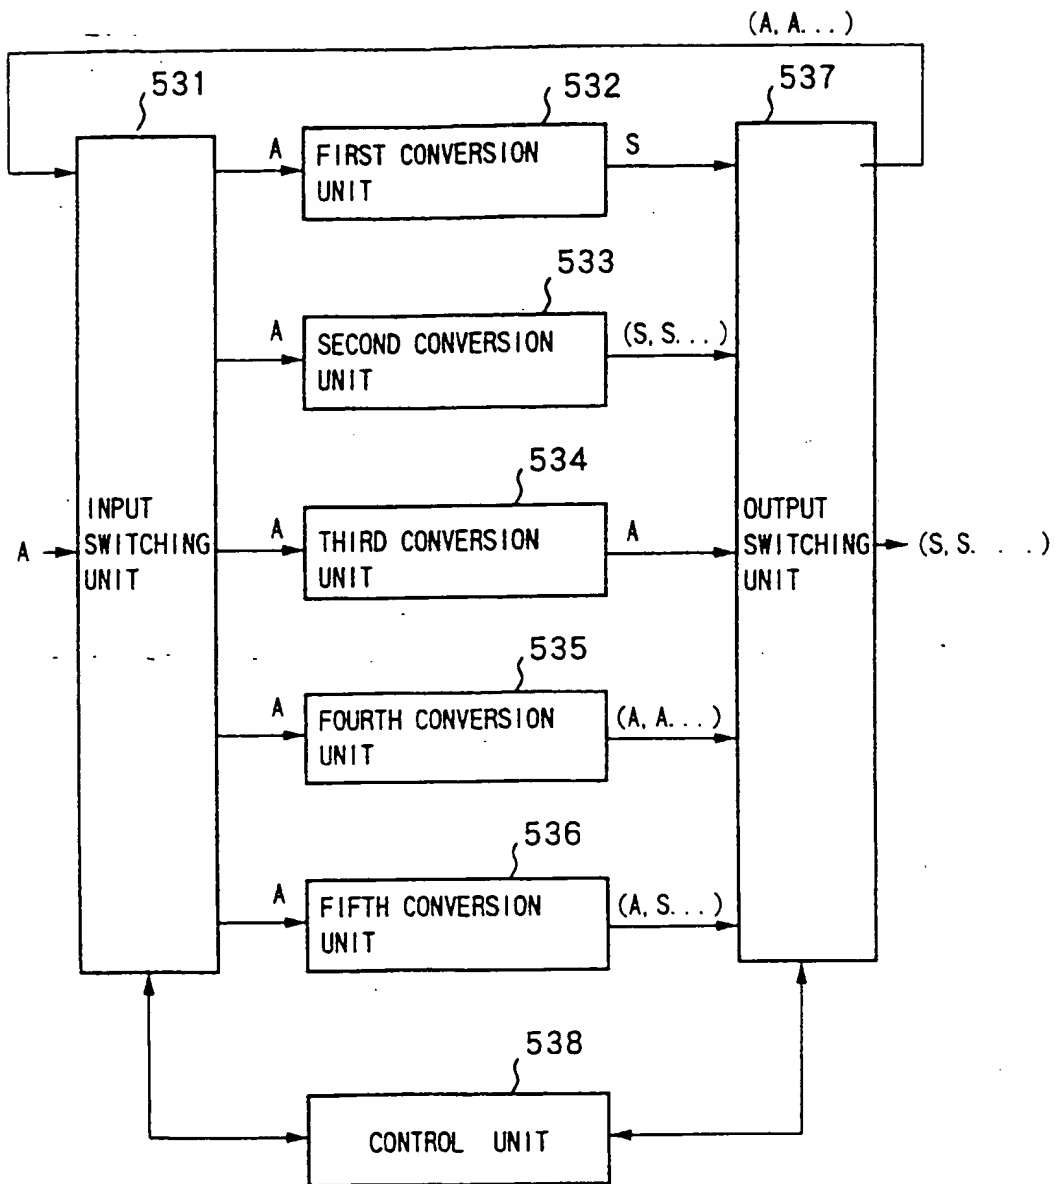 (A, A...)
531
532
537
A
FIRST CONVERSION
UNIT
S
533
A
SECOND CONVERSION
UNIT
(S, S...)
534
A
INPUT
SWITCHING
UNIT
A
THIRD CONVERSION
UNIT
A
OUTPUT
SWITCHING
UNIT
(S, S. . . .)
535
A
FOURTH CONVERSION
UNIT
(A, A...)
536
A
FIFTH CONVERSION
UNIT
(A, S...)
538
CONTROL UNIT